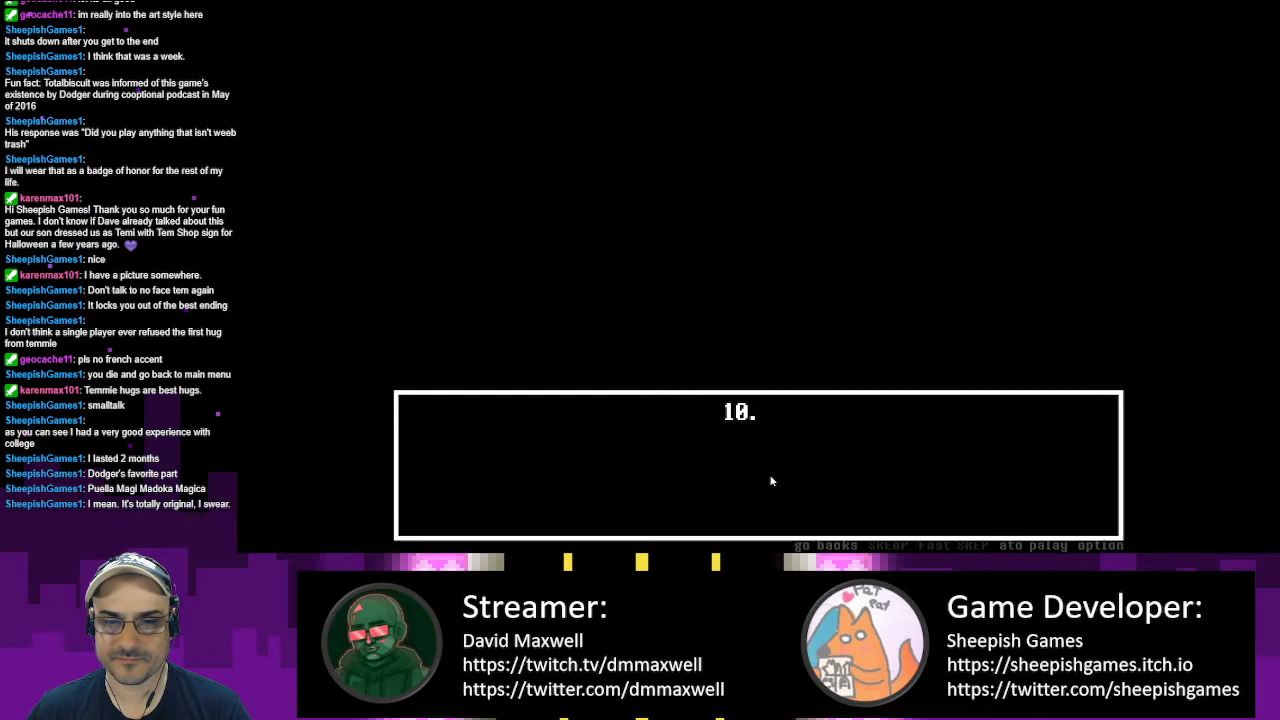 geocache11: im really into the art style here
SheepishGames1:
it shuts down after you get to the end
SheepishGames1: I think that was a week.
SheepishGames1:
Fun fact: Totalbiscuit was informed of this game's
existence by Dodger during cooptional podcast in May
of 2016
SheepishGames1:
His response was "Did you play anything that isn't weeb
trash"
SheepishGames1:
I will wear that as a badge of honor for the rest of my
life.
karenmax101:
Hi Sheepish Games! Thank you so much for your fun
games. I don't know If Dave already talked about this
but our son dressed us as Temi with Tem Shop sign for
Halloween a few years ago.
SheepishGames1: nice
karenmax101: I have a picture somewhere.
SheepishGames1: Don't talk to no face tem again
SheepishGames1: It locks you out of the best ending
SheepishGames1:
I don't think a single player ever refused the first hug
from temmie
geocache11: pls no french accent
SheepishGames1: you die and go back to main menu
karenmax101: Temmie hugs are best hugs.
SheepishGames1: smalltalk
SheepishGames1:
as you can see I had a very good experience with
college
SheepishGames1: I lasted 2 months
SheepishGames1: Dodger's favorite part
SheepishGames1: Puella Magi Madoka Magica
SheepishGames1: I mean. It's totally original, I swear.
10.
go backs SKEeP Fast SKEP ato palay option
Streamer:
David Maxwell
https://twitch.tv/dmmaxwell
https://twitter.com/dmmaxwell
Game Developer:
Sheepish Games
https://sheepishgames.itch.io
https://twitter.com/sheepishgames